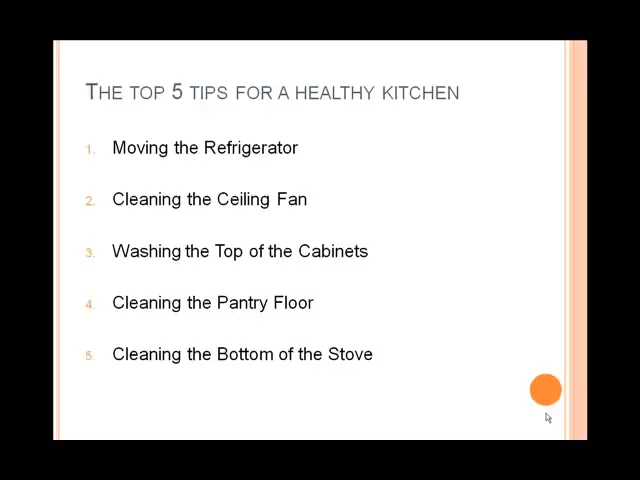 THE TOP 5 TIPS FOR A HEALTHY KITCHEN
1. Moving the Refrigerator
2. Cleaning the Ceiling Fan
3. Washing the Top of the Cabinets
4. Cleaning the Pantry Floor
5. Cleaning the Bottom of the Stove